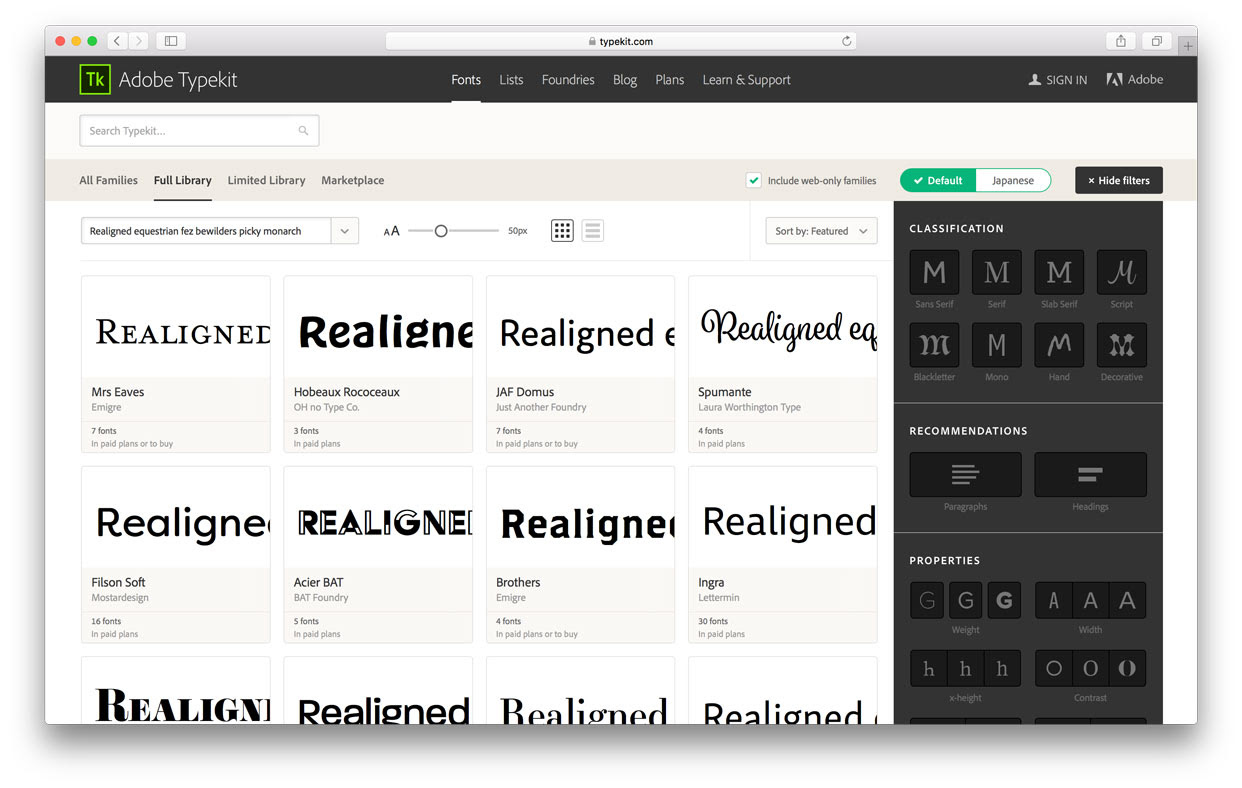 typekit.com
Tk Adobe Typekit Fonts Lists Foundries Blog Plans Learn & Support SIGN IN Adobe
Search Typekit...
All Families Full Library Limited Library Marketplace Include web-only families Default Japanese × Hide filters
Realigned equestrian fez bewilders picky monarch AA 50px Sort by: Featured
CLASSIFICATION
M M M M
Sans Serif Serif Slab Serif Script
M M M M
Blackletter Mono Hand Decorative
RECOMMENDATIONS
Paragraphs Headings
PROPERTIES
G G G A A A
Weight Width
h h h O O O
x-height Contrast
REALIGNED Realigne Realigned e Realigned eq
Mrs Eaves Hobeaux Rococeaux JAF Domus Spumante
Emigre OH no Type Co. Just Another Foundry Laura Worthington Type
7 fonts 3 fonts 7 fonts 4 fonts
In paid plans or to buy In paid plans In paid plans or to buy In paid plans
Realigne REALIGNE Realigned Realigned
Filson Soft Acier BAT Brothers Ingra
Mostardesign BAT Foundry Emigre Lettermin
16 fonts 5 fonts 4 fonts 30 fonts
In paid plans In paid plans In paid plans or to buy In paid plans
REALIGN Realigned Realigned Realigned